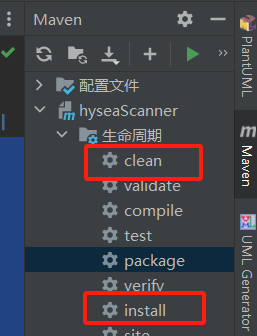 Maven
配置文件
hyseaScanner
生命周期
clean
validate
compile
test
package
verify
install
site
PlantUML
Maven
UML Generator